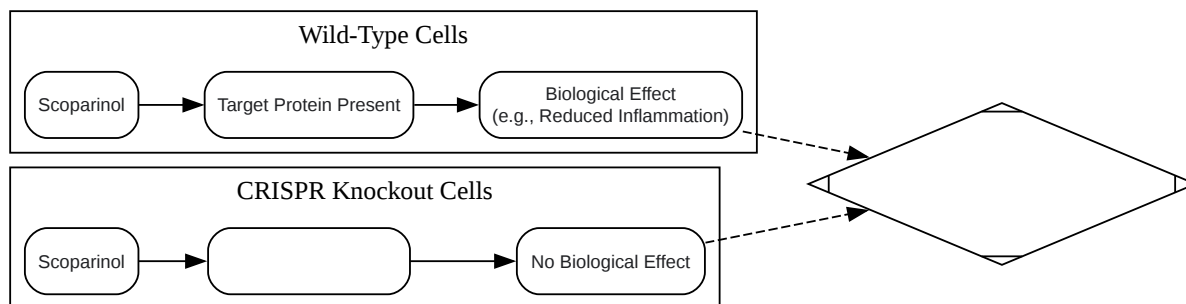 Wild-Type Cells
Scoparinol
Target Protein Present
Biological Effect
(e.g., Reduced Inflammation)
CRISPR Knockout Cells
Scoparinol
No Biological Effect